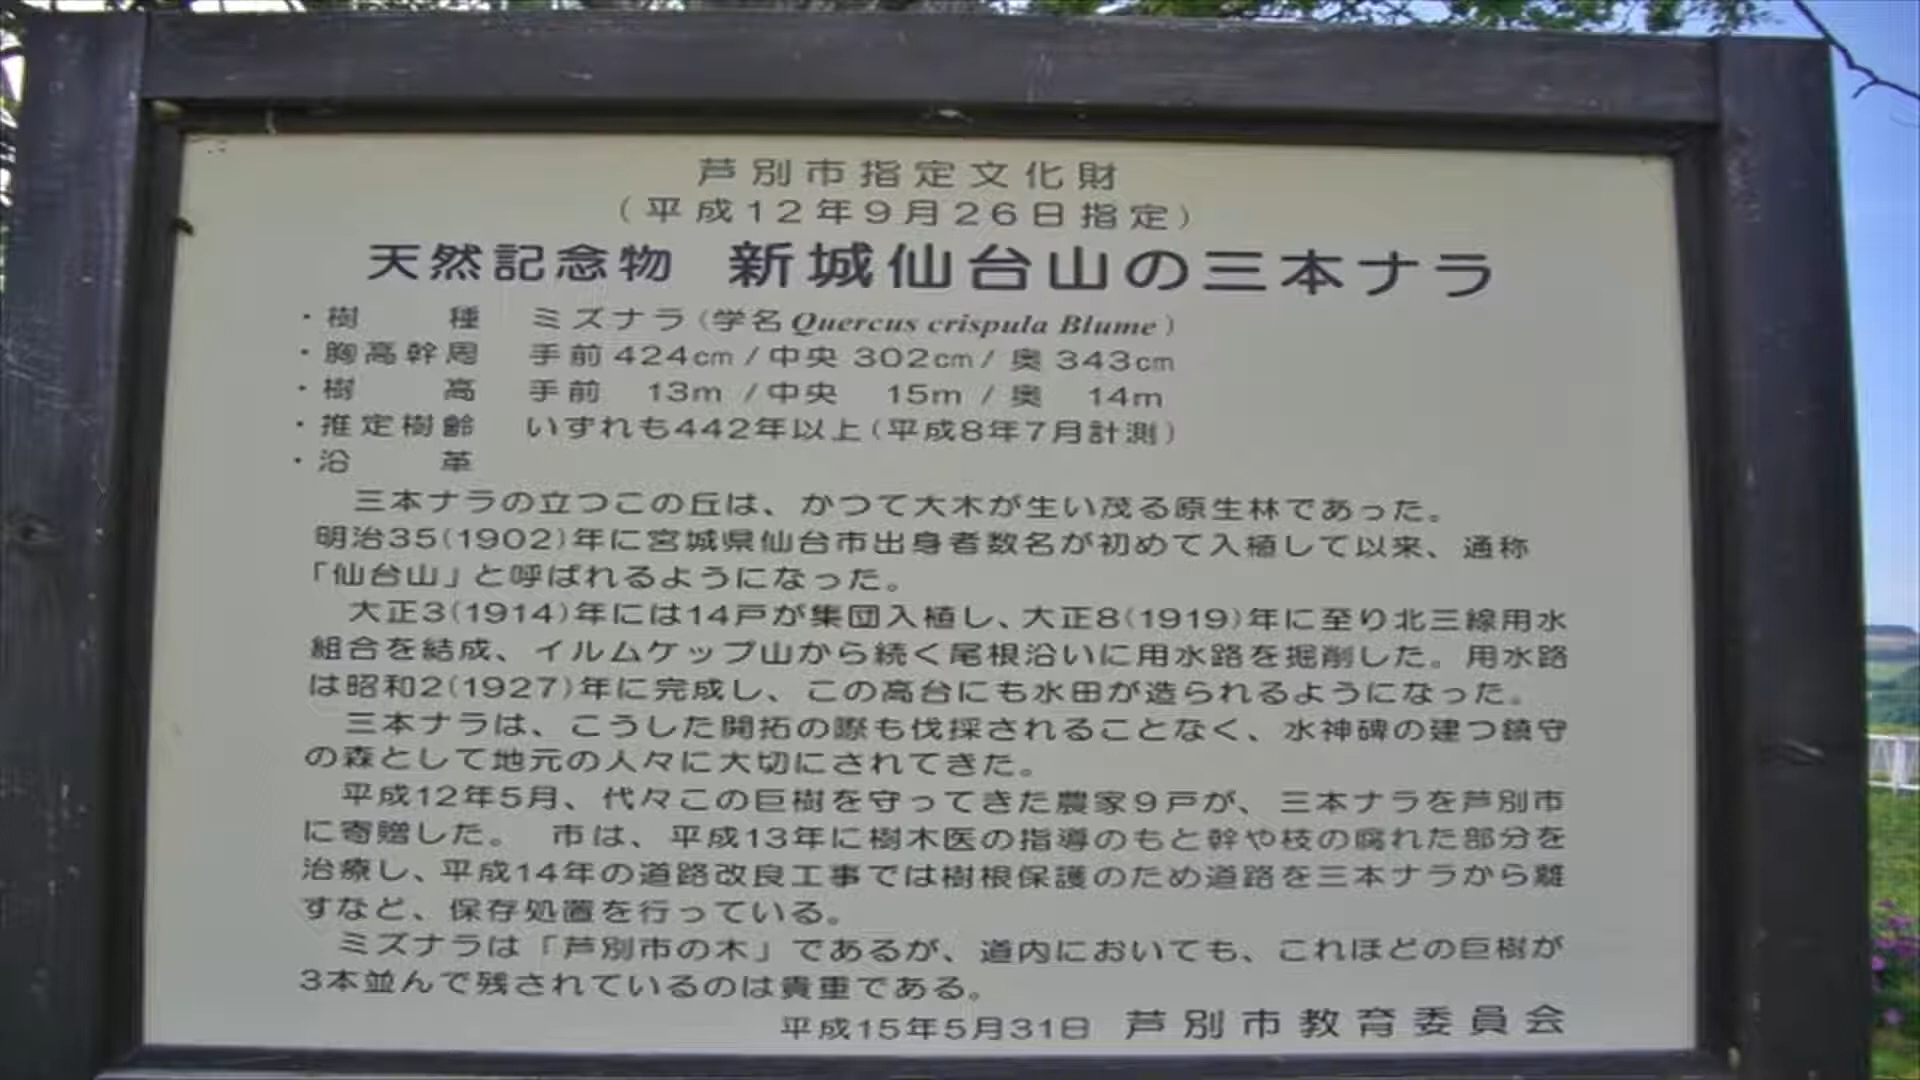 芦別市指定文化財
（平成12年9月26日指定）
天然記念物　新城仙台山の三本ナラ
・樹　　種　ミズナラ（学名 Quercus crispula Blume）
・胸高幹周　手前 424cm / 中央 302cm / 奥 343cm
・樹　　高　手前　13m / 中央　15m / 奥　14m
・推定樹齢　いずれも442年以上（平成8年7月計測）
・沿　　革
三本ナラの立つこの丘は、かつて大木が生い茂る原生林であった。
明治35(1902)年に宮城県仙台市出身者数名が初めて入植して以来、通称
「仙台山」と呼ばれるようになった。
大正3(1914)年には14戸が集団入植し、大正8(1919)年に至り北三線用水
組合を結成、イルムケップ山から続く尾根沿いに用水路を掘削した。用水路
は昭和2(1927)年に完成し、この高台にも水田が造られるようになった。
三本ナラは、こうした開拓の際も伐採されることなく、水神碑の建つ鎮守
の森として地元の人々に大切にされてきた。
平成12年5月、代々この巨樹を守ってきた農家9戸が、三本ナラを芦別市
に寄贈した。　市は、平成13年に樹木医の指導のもと幹や枝の腐れた部分を
治療し、平成14年の道路改良工事では樹根保護のため道路を三本ナラから離
すなど、保存処置を行っている。
ミズナラは「芦別市の木」であるが、道内においても、これほどの巨樹が
3本並んで残されているのは貴重である。
平成15年5月31日　芦別市教育委員会